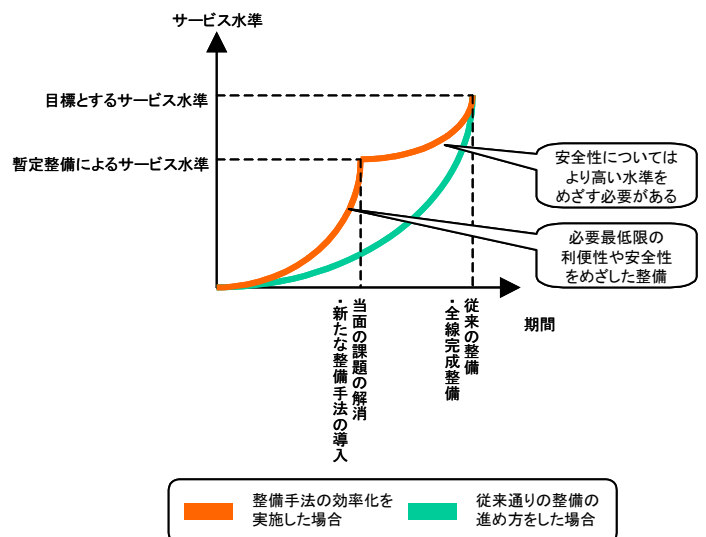 サービス水準
目標とするサービス水準
暫定整備によるサービス水準
安全性については
より高い水準を
めざす必要がある
必要最低限の
利便性や安全性
をめざした整備
期間
当面の課題の解消
・新たな整備手法の導入
従来の整備
・全線完成整備
整備手法の効率化を
実施した場合
従来通りの整備の
進め方をした場合